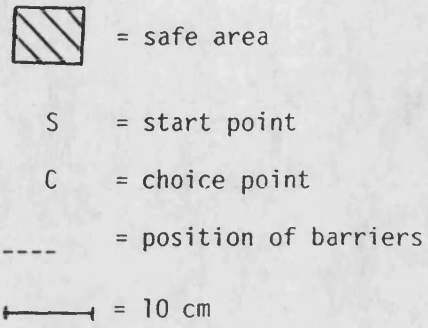 = safe area
S = start point
C = choice point
= position of barriers
= 10 cm